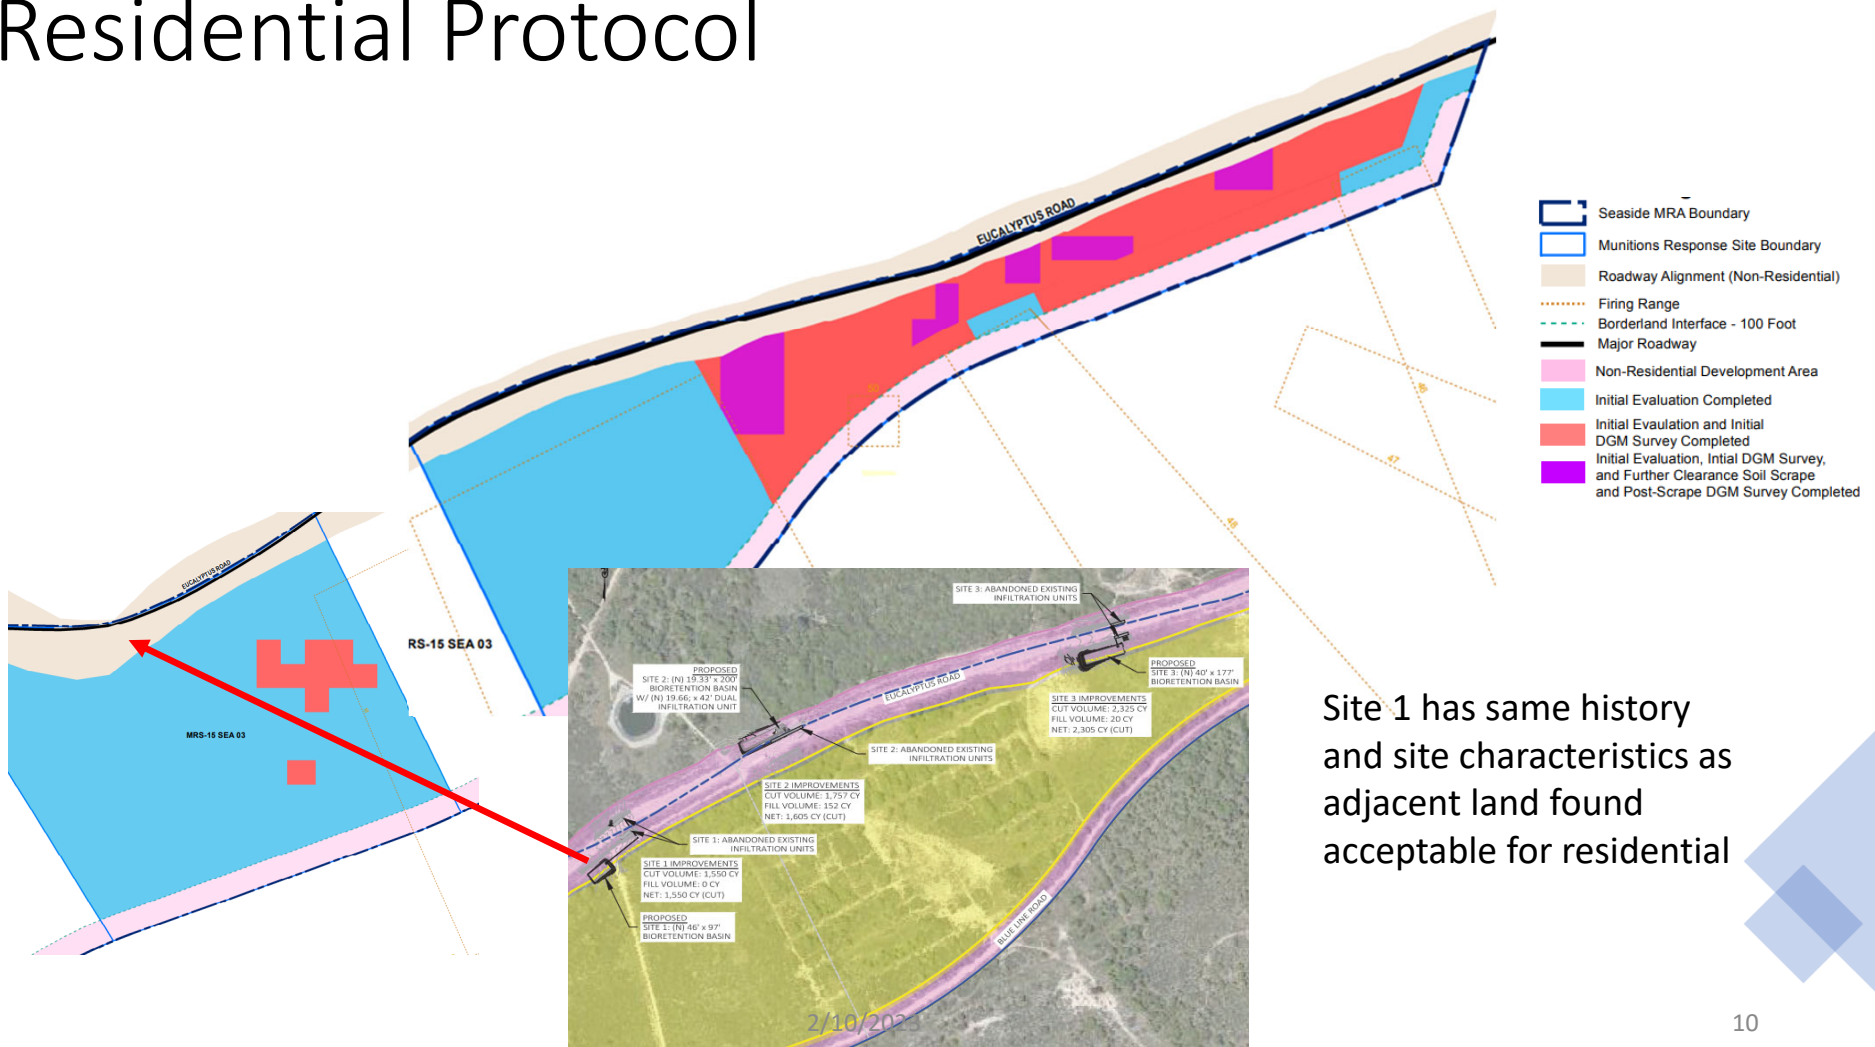 Residential Protocol
EUCALYPTUS ROAD
Seaside MRA Boundary
Munitions Response Site Boundary
Roadway Alignment (Non-Residential)
Firing Range
Borderland Interface - 100 Foot
Major Roadway
Non-Residential Development Area
Initial Evaluation Completed
Initial Evaulation and Initial
DGM Survey Completed
Initial Evaluation, Intial DGM Survey,
and Further Clearance Soil Scrape
and Post-Scrape DGM Survey Completed
50
46
47
48
EUCALYPTUS ROAD
RS-15 SEA 03
MRS-15 SEA 03
SITE 3: ABANDONED EXISTING
INFILTRATION UNITS
PROPOSED
SITE 2: (N) 19.33' x 200'
BIORETENTION BASIN
W/ (N) 19.66; x 42' DUAL
INFILTRATION UNIT
EUCALYPTUS ROAD
PROPOSED
SITE 3: (N) 40' x 177'
BIORETENTION BASIN
SITE 3 IMPROVEMENTS
CUT VOLUME: 2,325 CY
FILL VOLUME: 20 CY
NET: 2,305 CY (CUT)
SITE 2: ABANDONED EXISTING
INFILTRATION UNITS
SITE 2 IMPROVEMENTS
CUT VOLUME: 1,757 CY
FILL VOLUME: 152 CY
NET: 1,605 CY (CUT)
SITE 1: ABANDONED EXISTING
INFILTRATION UNITS
SITE 1 IMPROVEMENTS
CUT VOLUME: 1,550 CY
FILL VOLUME: 0 CY
NET: 1,550 CY (CUT)
PROPOSED
SITE 1: (N) 46' x 97'
BIORETENTION BASIN
BLUE LINE ROAD
Site 1 has same history
and site characteristics as
adjacent land found
acceptable for residential
2/10/2023
10